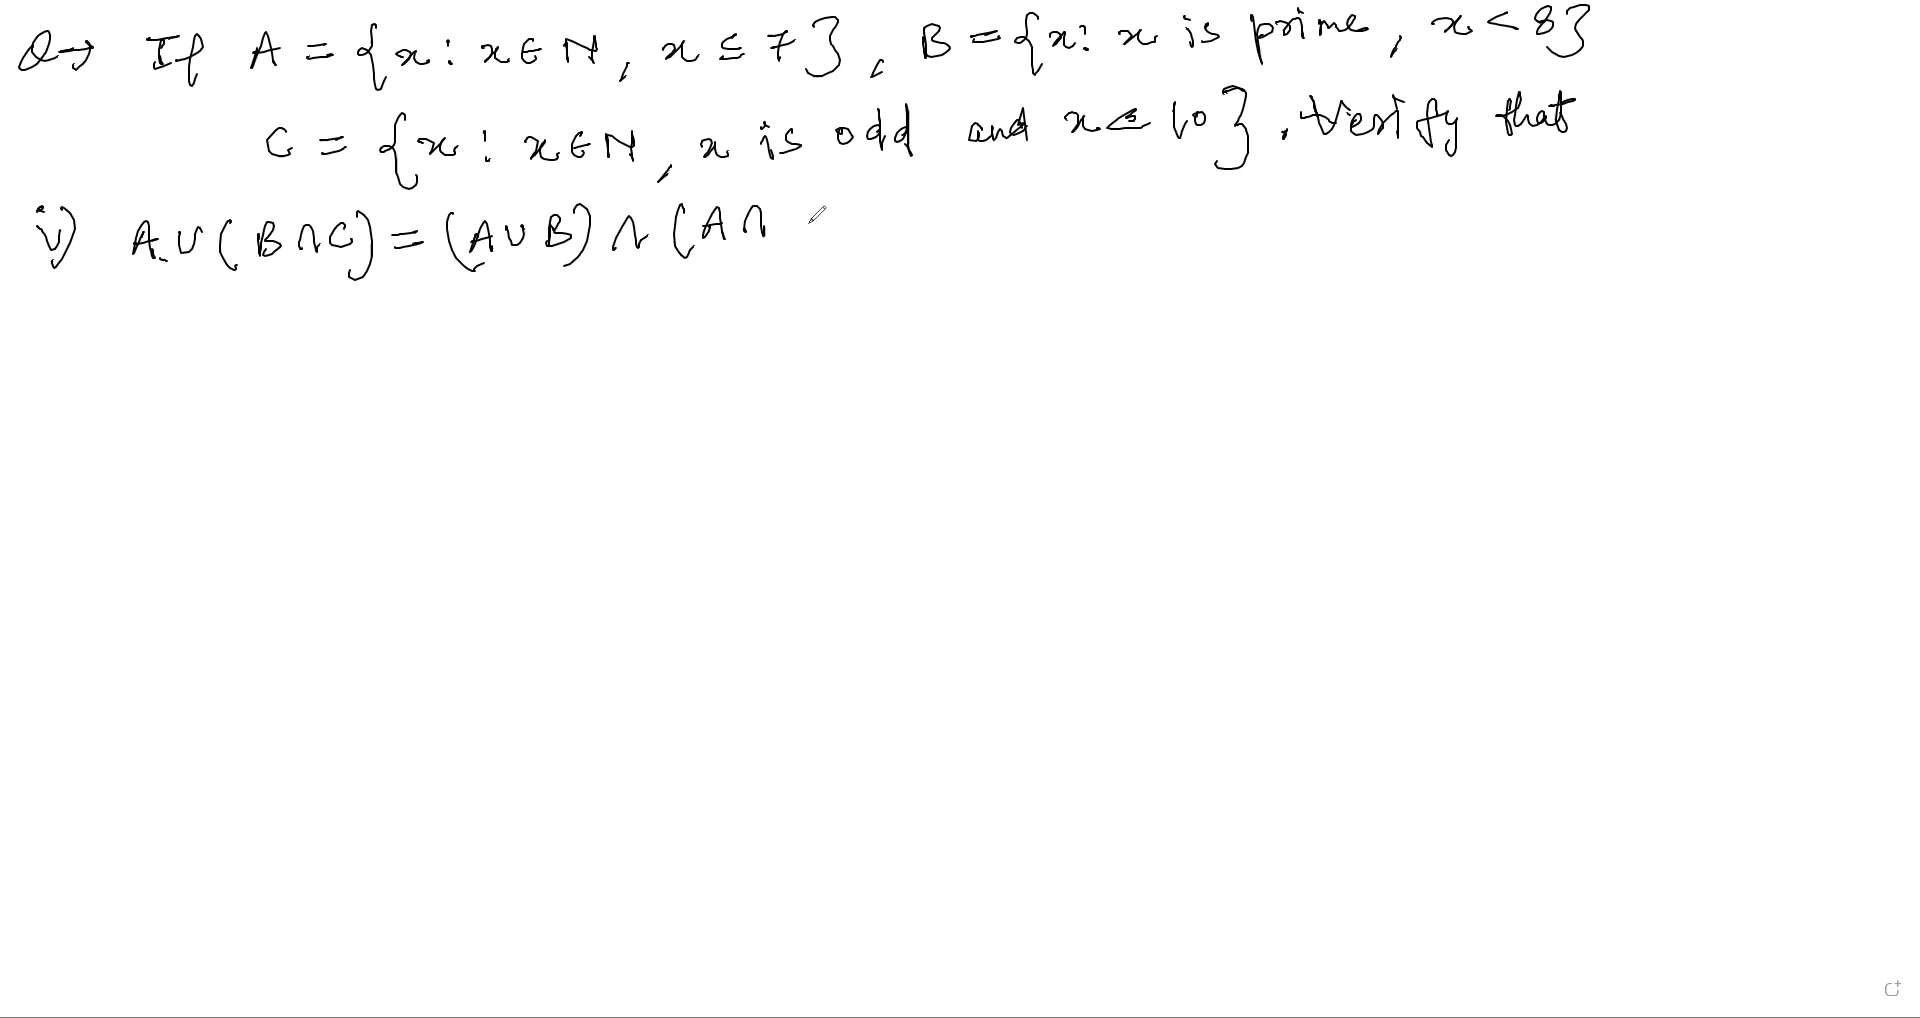 Q→ If A = {x : x ∈ N, x ≤ 7}, B = {x : x is prime, x < 8}
C = {x : x ∈ N, x is odd and x < 10}. Verify that
i) A ∪ (B ∩ C) = (A ∪ B) ∩ (A ∩